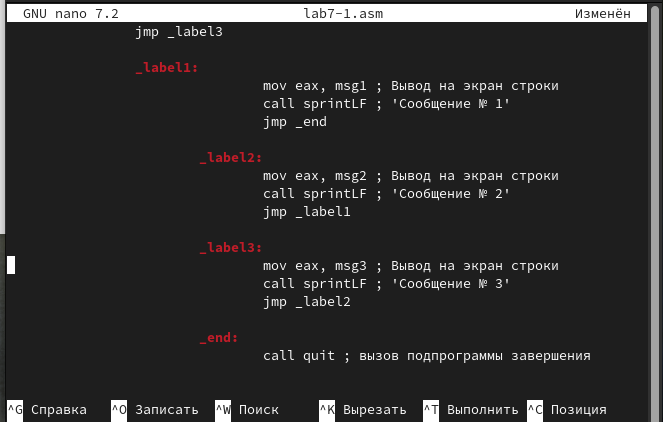 GNU nano 7.2 lab7-1.asm Изменён
jmp _label3
_label1:
mov eax, msg1 ; Вывод на экран строки
call sprintLF ; 'Сообщение № 1'
jmp _end
_label2:
mov eax, msg2 ; Вывод на экран строки
call sprintLF ; 'Сообщение № 2'
jmp _label1
_label3:
mov eax, msg3 ; Вывод на экран строки
call sprintLF ; 'Сообщение № 3'
jmp _label2
_end:
call quit ; вызов подпрограммы завершения
^G Справка ^O Записать ^W Поиск ^K Вырезать ^T Выполнить ^C Позиция